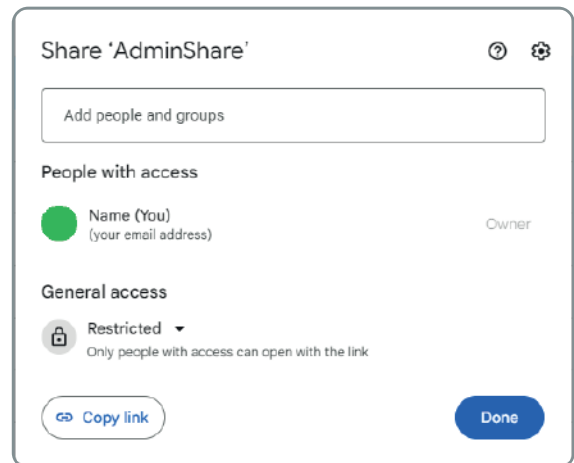 Share ‘AdminShare’
Add people and groups
People with access
Name (You)
(your email address)
Owner
General access
Restricted
Only people with access can open with the link
Copy link
Done